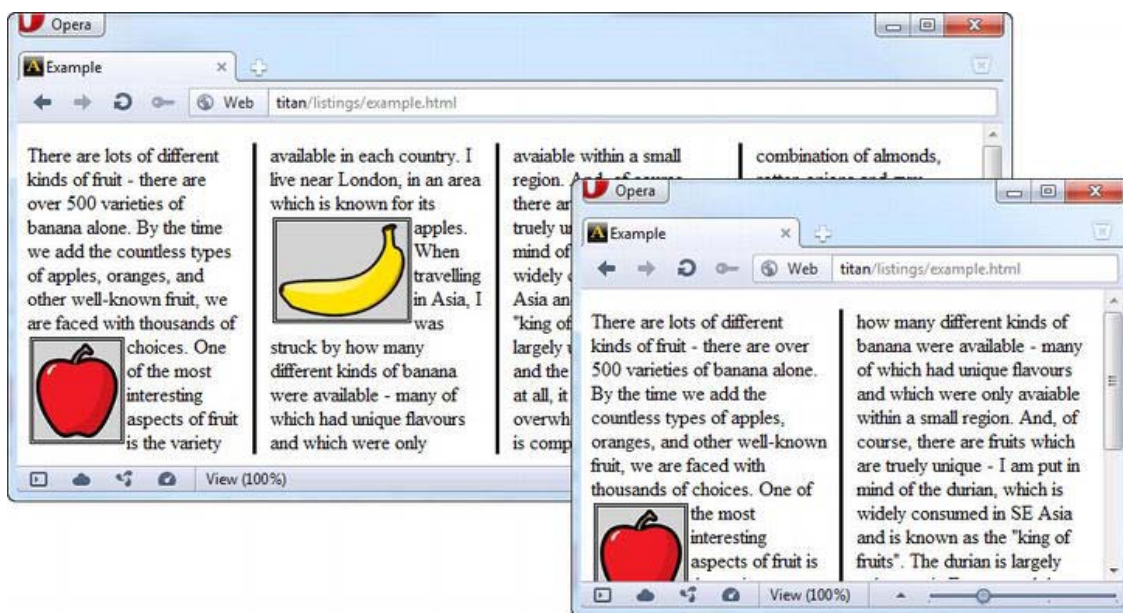 Opera
Example
Web titan/listings/example.html
There are lots of different
kinds of fruit - there are
over 500 varieties of
banana alone. By the time
we add the countless types
of apples, oranges, and
other well-known fruit, we
are faced with thousands of
choices. One
of the most
interesting
aspects of fruit
is the variety
available in each country. I
live near London, in an area
which is known for its
apples.
When
travelling
in Asia, I
was
struck by how many
different kinds of banana
were available - many of
which had unique flavours
and which were only
avaiable within a small
region. And, of course
there
truely
mind of
widely
Asia
"king of
largely
and the
at all, it
is
combination of almonds,
View (100%)
Opera
Example
Web titan/listings/example.html
There are lots of different
kinds of fruit - there are over
500 varieties of banana alone.
By the time we add the
countless types of apples,
oranges, and other well-known
fruit, we are faced with
thousands of choices. One of
the most
interesting
aspects of fruit is
how many different kinds of
banana were available - many
of which had unique flavours
and which were only avaiable
within a small region. And, of
course, there are fruits which
are truely unique - I am put in
mind of the durian, which is
widely consumed in SE Asia
and is known as the "king of
fruits". The durian is largely
View (100%)